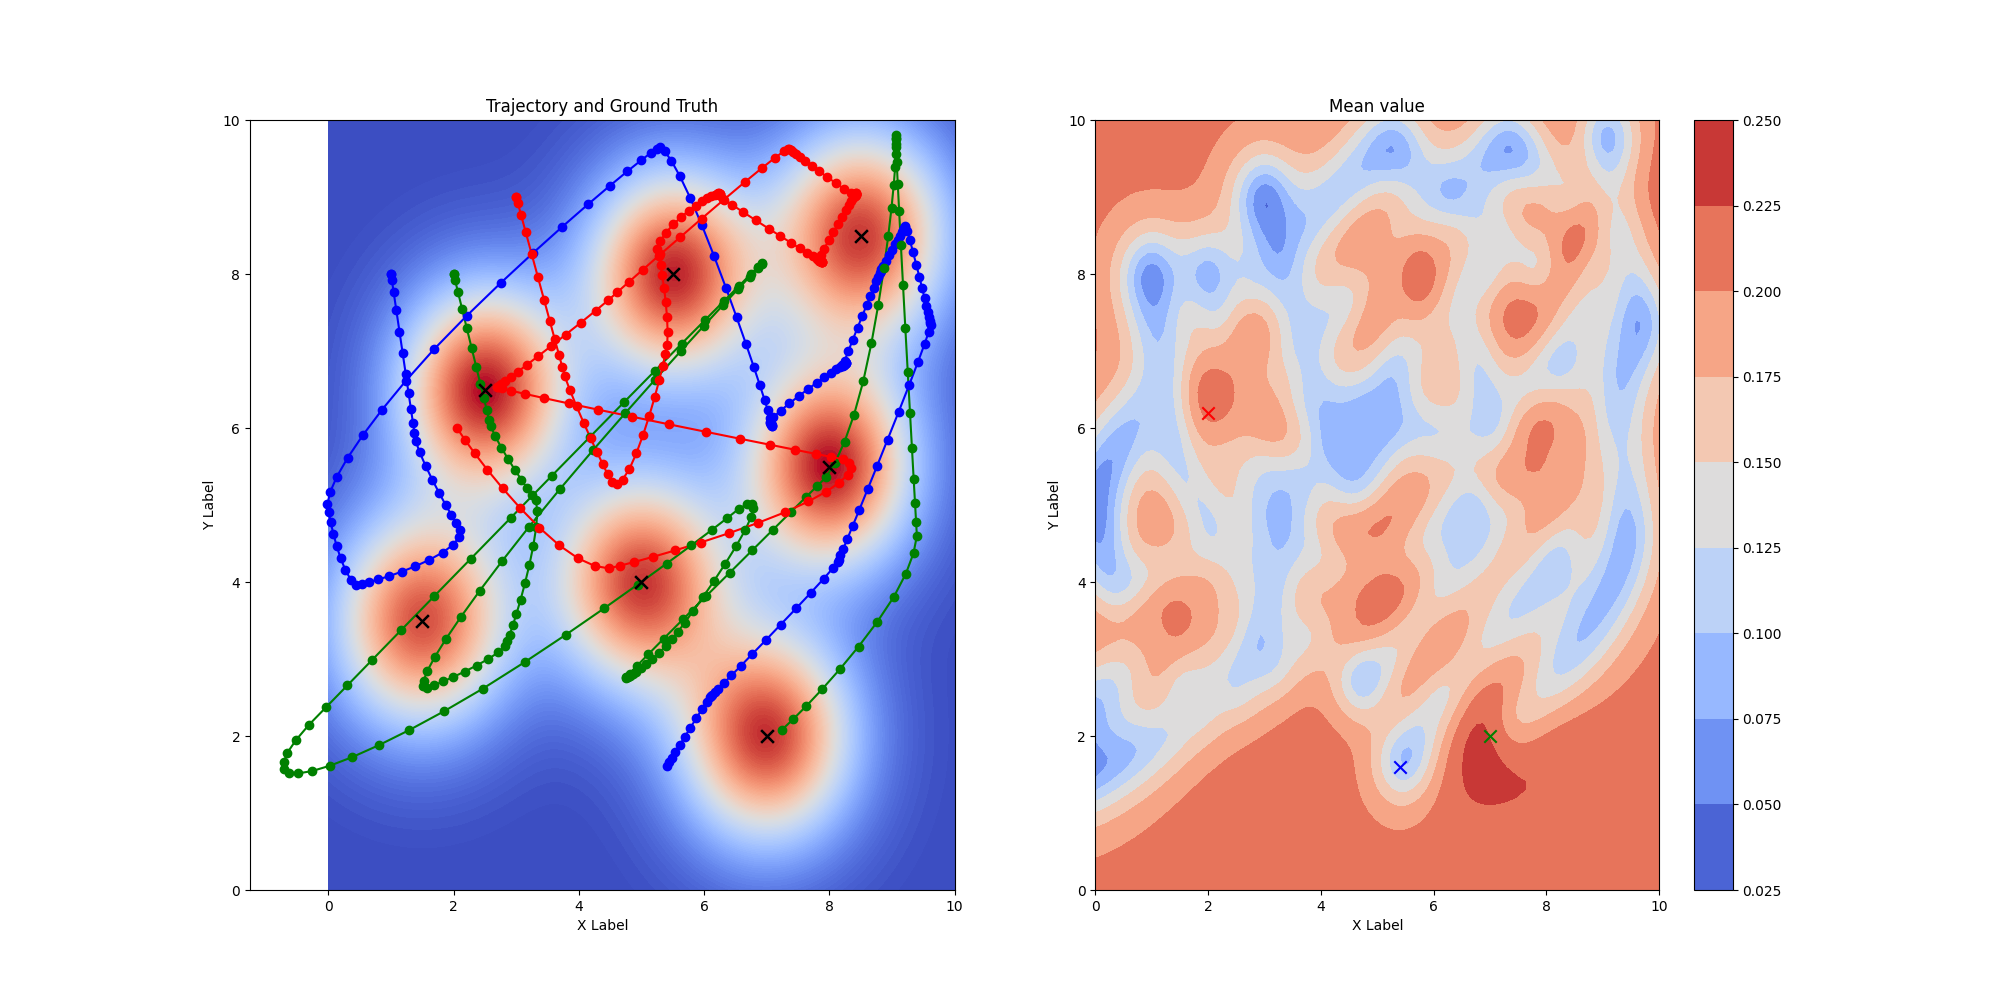 Trajectory and Ground Truth
10
8
6
4
2
0
Y Label
0 2 4 6 8 10
X Label
Mean value
10
8
6
4
2
0
Y Label
0 2 4 6 8 10
X Label
0.250
0.225
0.200
0.175
0.150
0.125
0.100
0.075
0.050
0.025